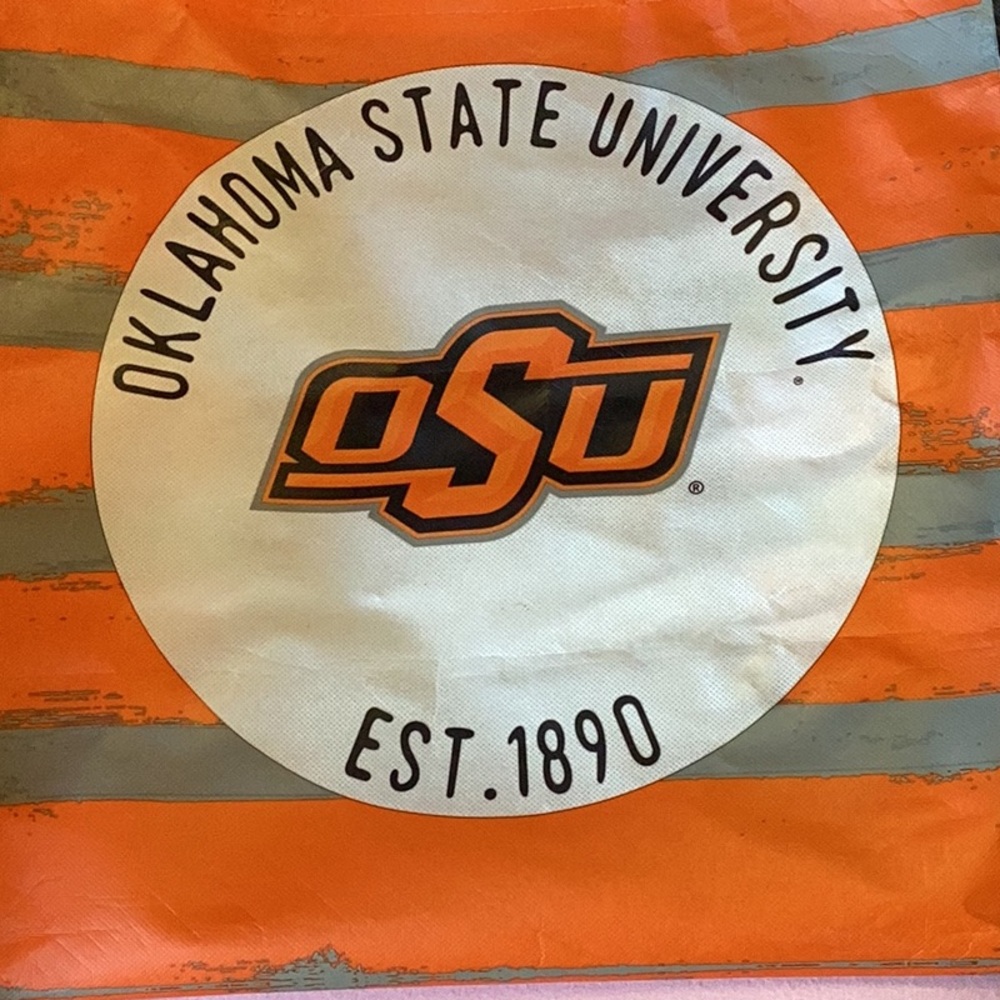 OKLAHOMA STATE UNIVERSITY
OSU ®
EST. 1890